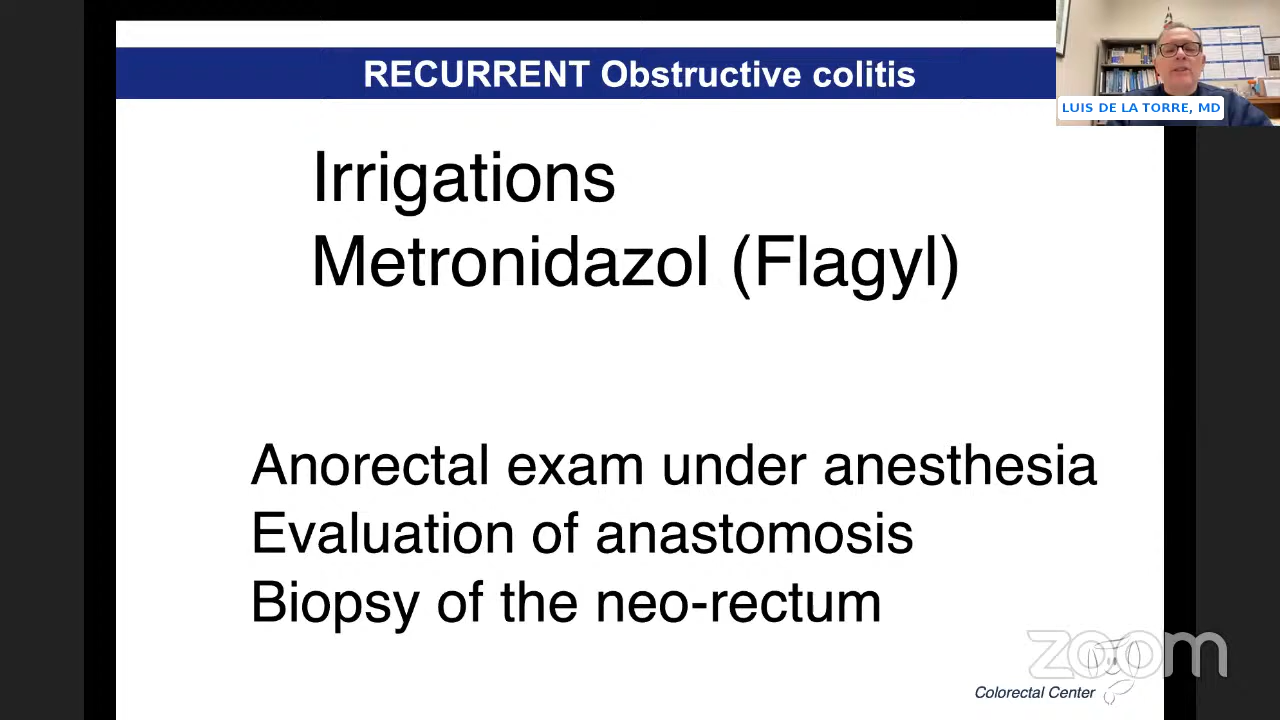 RECURRENT Obstructive colitis
LUIS DE LA TORRE, MD
Irrigations
Metronidazol (Flagyl)
Anorectal exam under anesthesia
Evaluation of anastomosis
Biopsy of the neo-rectum
zoom
Colorectal Center